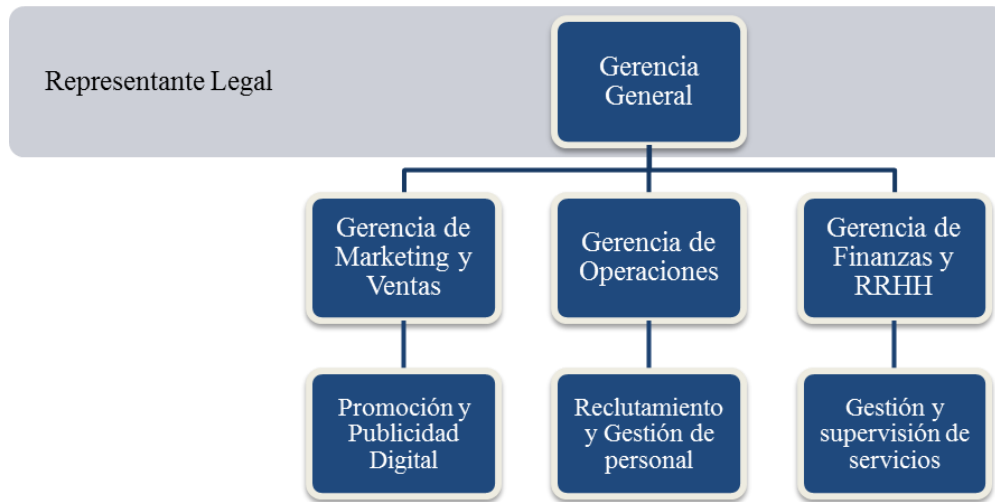 Representante Legal
Gerencia
General
Gerencia de
Marketing y
Ventas
Gerencia de
Operaciones
Gerencia de
Finanzas y
RRHH
Promoción y
Publicidad
Digital
Reclutamiento
y Gestión de
personal
Gestión y
supervisión de
servicios